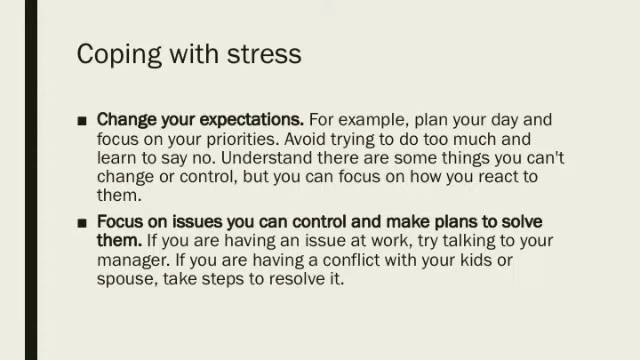 Coping with stress
■ Change your expectations. For example, plan your day and
focus on your priorities. Avoid trying to do too much and
learn to say no. Understand there are some things you can't
change or control, but you can focus on how you react to
them.
■ Focus on issues you can control and make plans to solve
them. If you are having an issue at work, try talking to your
manager. If you are having a conflict with your kids or
spouse, take steps to resolve it.